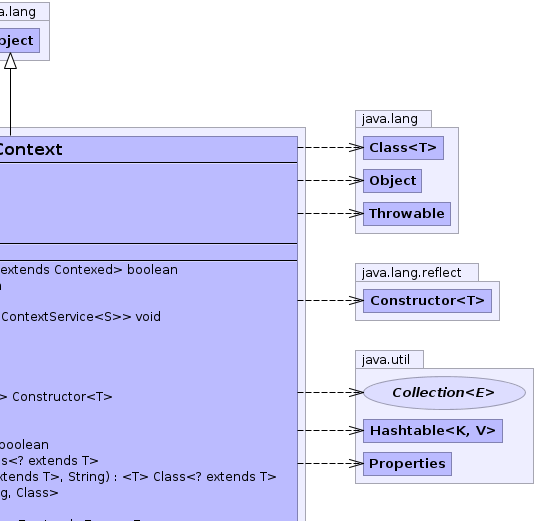 a.lang
bject
Context
extends Contexed> boolean
ContextService<S>> void
> Constructor<T>
boolean
s<? extends T>
xtends T>, String) : <T> Class<? extends T>
g, Class>
java.lang
Class<T>
Object
Throwable
java.lang.reflect
Constructor<T>
java.util
Collection<E>
Hashtable<K, V>
Properties